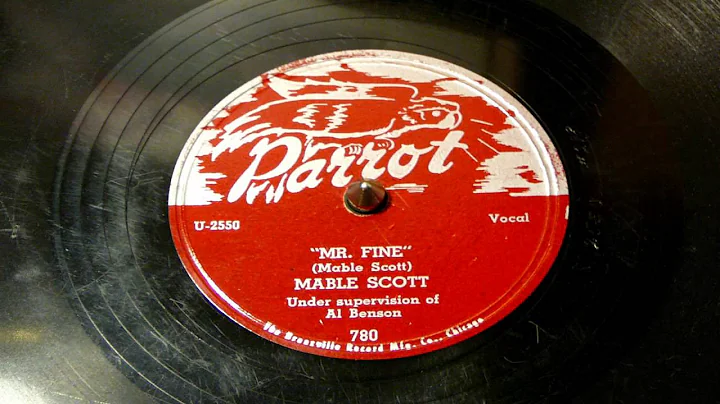 Parrot
U-2550
Vocal
"MR. FINE"
(Mable Scott)
MABLE SCOTT
Under supervision of
Al Benson
780
The Bronzville Record Mfg. Co., Chicago